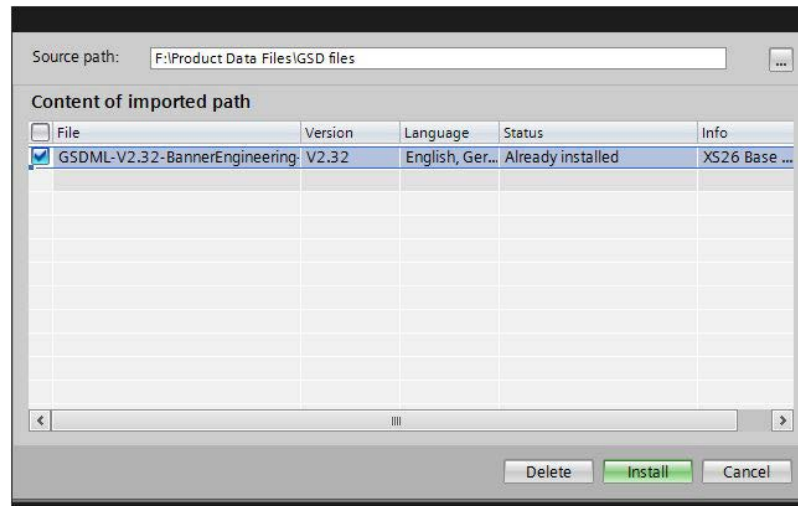 Source path: F:\Product Data Files\GSD files ...
Content of imported path
File Version Language Status Info
GSDML-V2.32-BannerEngineering- V2.32 English, Ger... Already installed XS26 Base ...
Delete Install Cancel